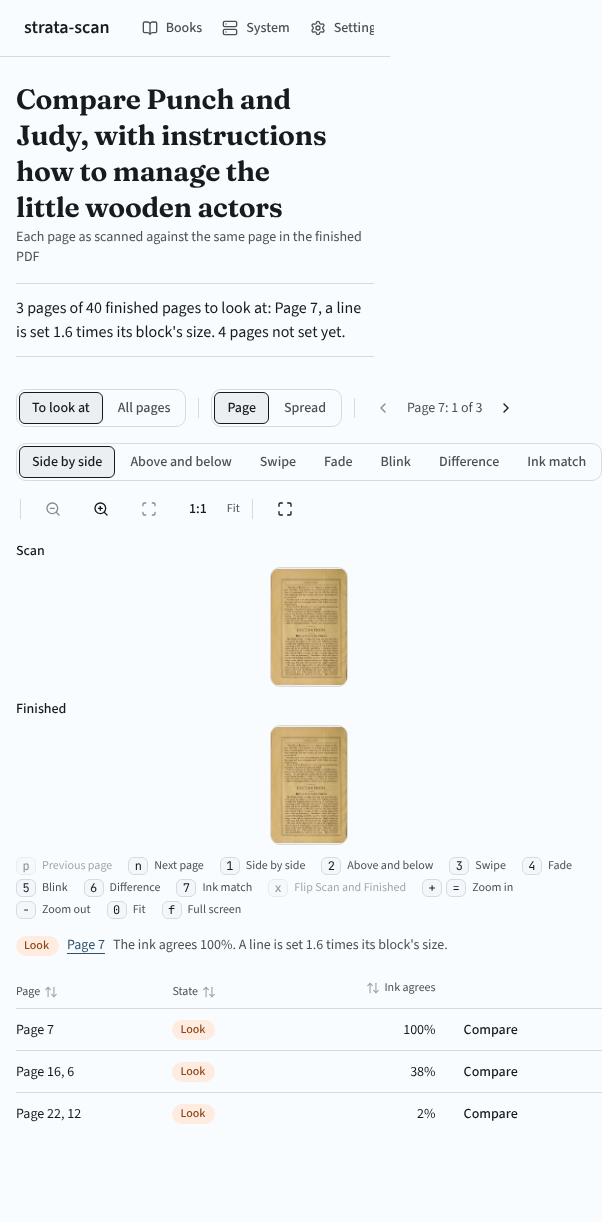 strata-scan Books System Setting
Compare Punch and
Judy, with instructions
how to manage the
little wooden actors
Each page as scanned against the same page in the finished
PDF
3 pages of 40 finished pages to look at: Page 7, a line
is set 1.6 times its block's size. 4 pages not set yet.
To look at All pages Page Spread Page 7: 1 of 3
Side by side Above and below Swipe Fade Blink Difference Ink match
1:1 Fit
Scan
Finished
p Previous page n Next page 1 Side by side 2 Above and below 3 Swipe 4 Fade
5 Blink 6 Difference 7 Ink match x Flip Scan and Finished + = Zoom in
- Zoom out 0 Fit f Full screen
Look Page 7 The ink agrees 100%. A line is set 1.6 times its block's size.
Page State Ink agrees
Page 7 Look 100% Compare
Page 16, 6 Look 38% Compare
Page 22, 12 Look 2% Compare